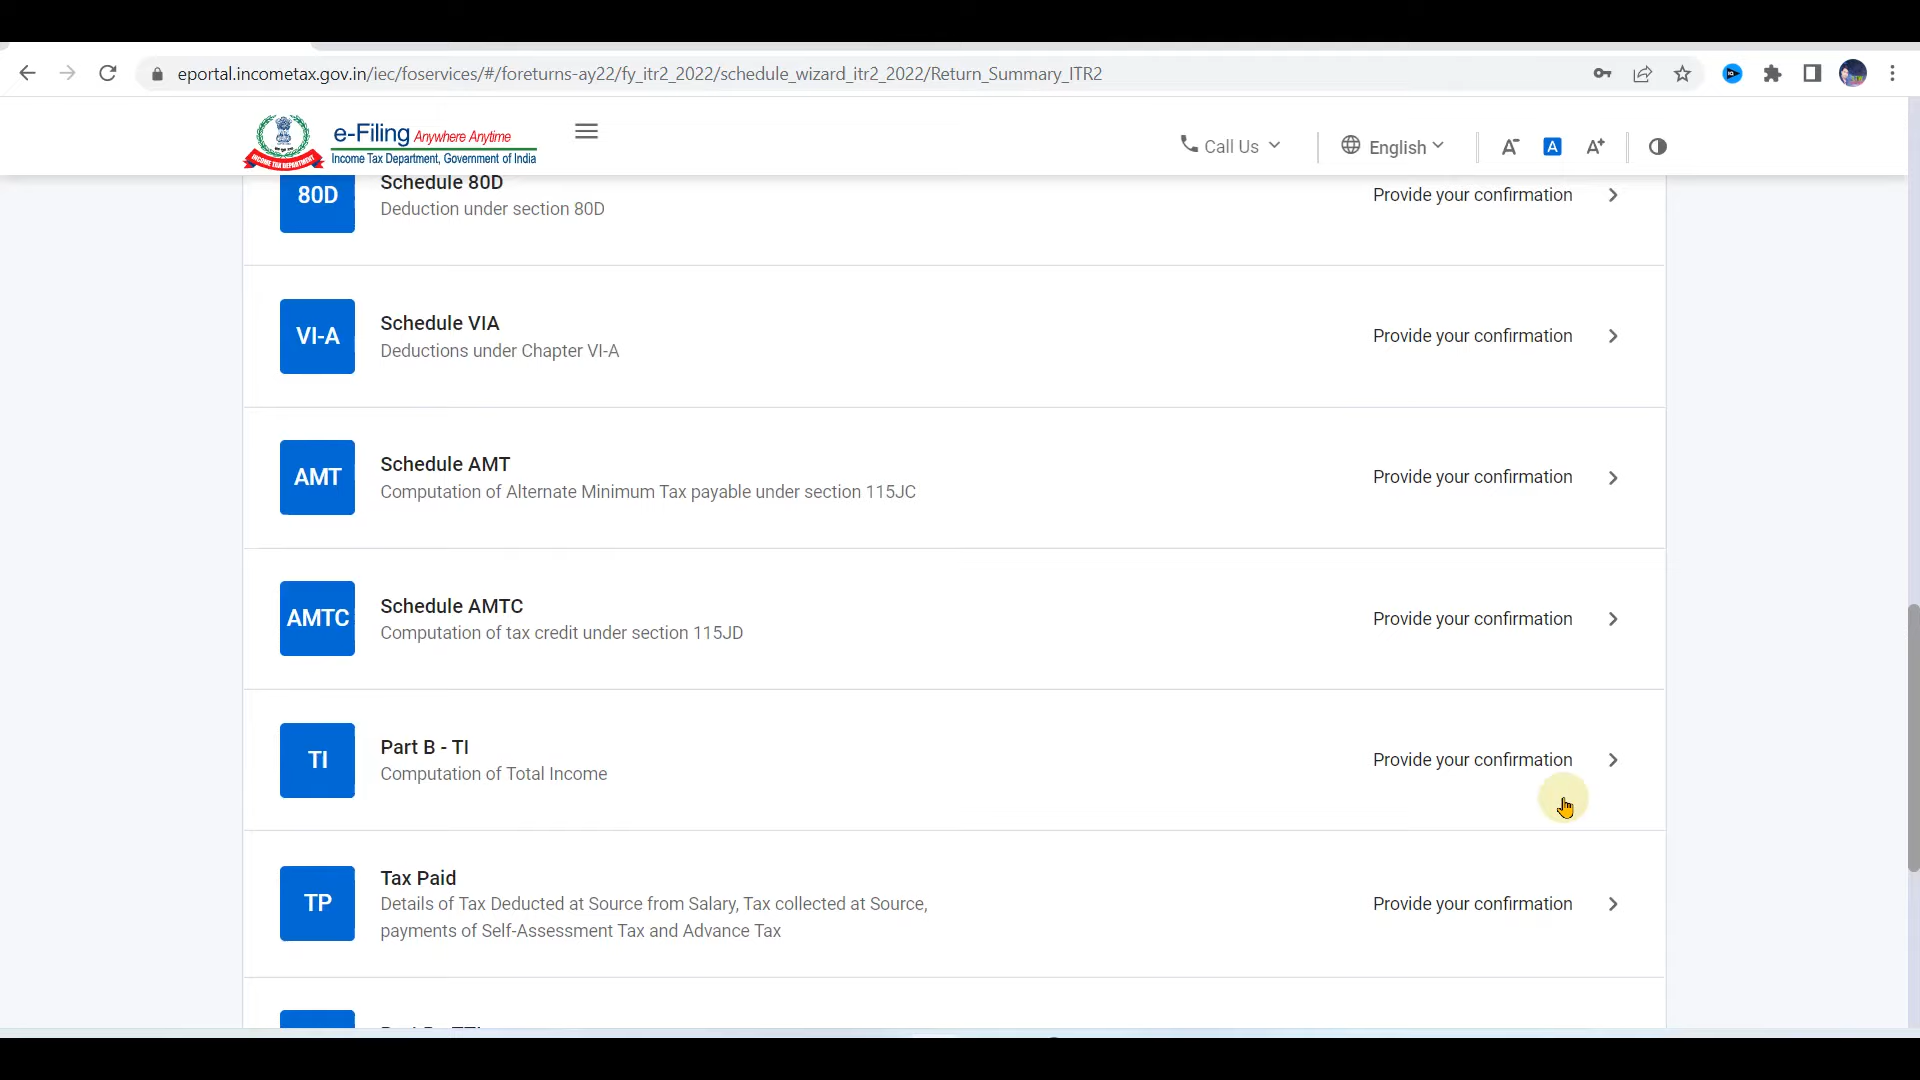 eportal.incometax.gov.in/iec/foservices/#/foreturns-ay22/fy_itr2_2022/schedule_wizard_itr2_2022/Return_Summary_ITR2
e-Filing Anywhere Anytime
Income Tax Department, Government of India
INCOME TAX DEPARTMENT
Call Us
English
A-
A
A+
80D
Schedule 80D
Deduction under section 80D
Provide your confirmation
VI-A
Schedule VIA
Deductions under Chapter VI-A
Provide your confirmation
AMT
Schedule AMT
Computation of Alternate Minimum Tax payable under section 115JC
Provide your confirmation
AMTC
Schedule AMTC
Computation of tax credit under section 115JD
Provide your confirmation
TI
Part B - TI
Computation of Total Income
Provide your confirmation
TP
Tax Paid
Details of Tax Deducted at Source from Salary, Tax collected at Source,
payments of Self-Assessment Tax and Advance Tax
Provide your confirmation